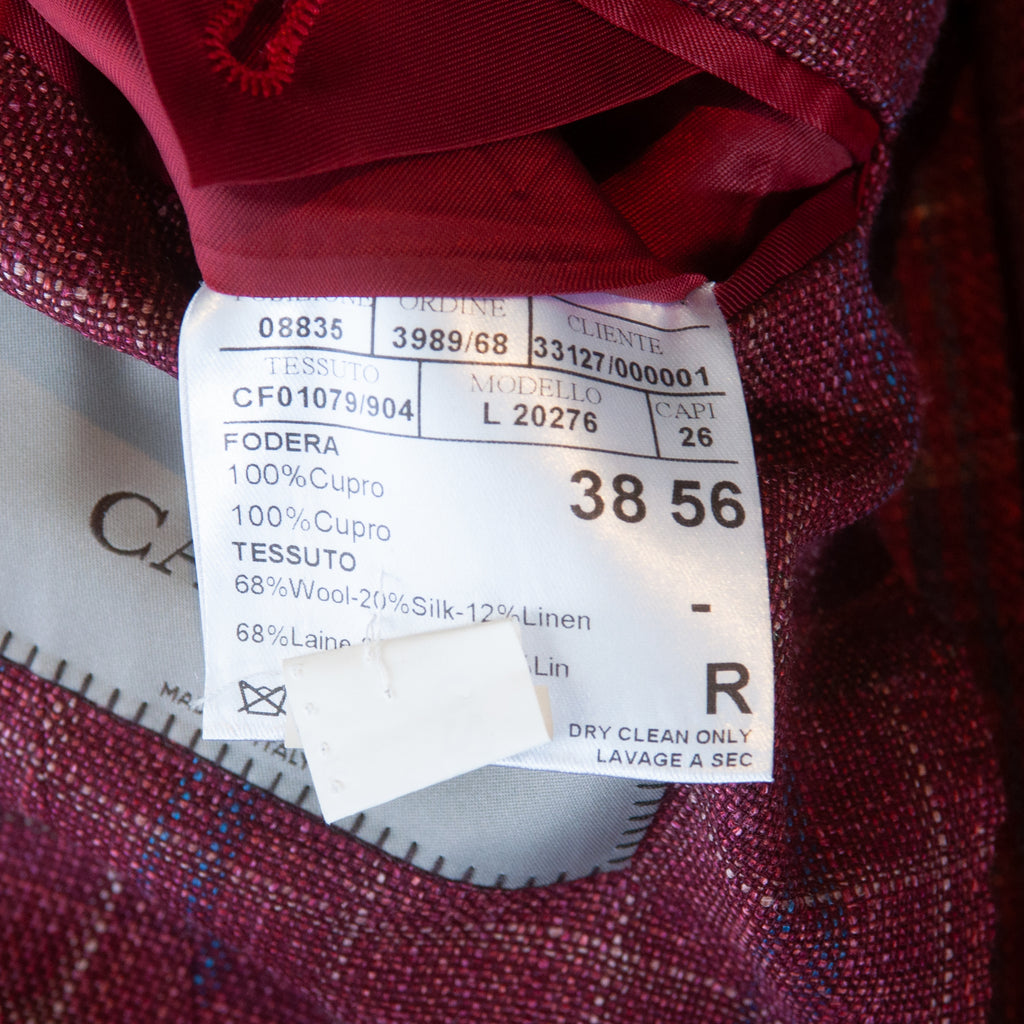 ORDINE
CLIENTE
08835 3989/68 33127/000001
TESSUTO MODELLO CAPI
CF01079/904 L 20276 26
FODERA
100%Cupro
38 56
100%Cupro
TESSUTO
68%Wool-20%Silk-12%Linen
-
68%Laine
%Lin
R
DRY CLEAN ONLY
LAVAGE A SEC
CA